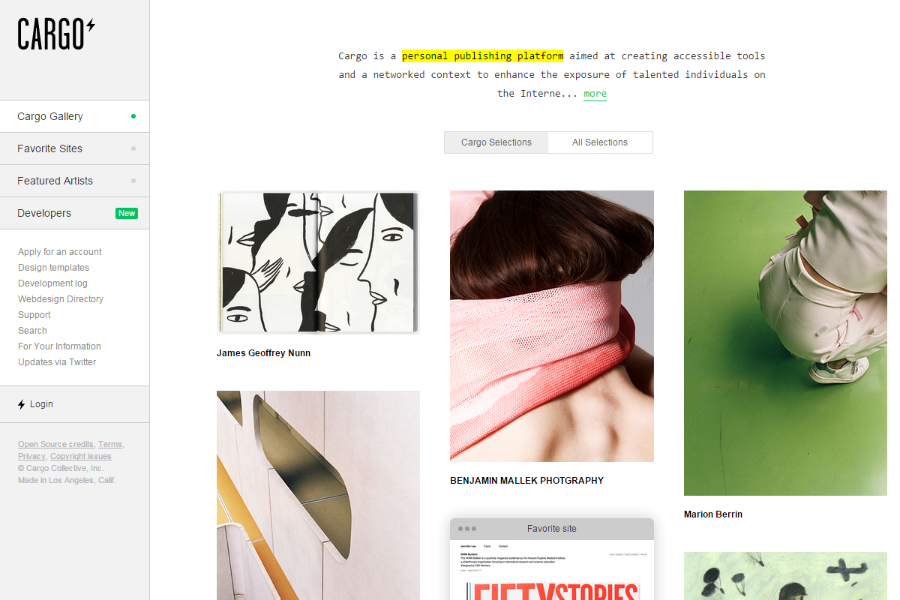 CARGO
Cargo Gallery
Favorite Sites
Featured Artists
Developers New
Apply for an account
Design templates
Development log
Webdesign Directory
Support
Search
For Your Information
Updates via Twitter
Login
Open Source credits, Terms,
Privacy, Copyright issues
© Cargo Collective, Inc.
Made in Los Angeles, Calif.
Cargo is a personal publishing platform aimed at creating accessible tools
and a networked context to enhance the exposure of talented individuals on
the Interne... more
Cargo Selections
All Selections
James Geoffrey Nunn
BENJAMIN MALLEK PHOTGRAPHY
Marion Berrin
Favorite site
FIFTYSTORIES